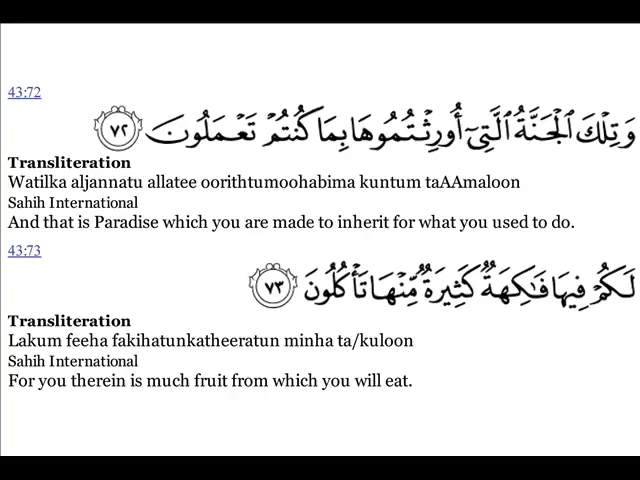 43:72
وَتِلْكَ الْجَنَّةُ الَّتِي أُورِثْتُمُوهَا بِمَا كُنتُمْ تَعْمَلُونَ ٧٢
Transliteration
Watilka aljannatu allatee oorithtumoohabima kuntum taAAmaloon
Sahih International
And that is Paradise which you are made to inherit for what you used to do.
43:73
لَكُمْ فِيهَا فَاكِهَةٌ كَثِيرَةٌ مِّنْهَا تَأْكُلُونَ ٧٣
Transliteration
Lakum feeha fakihatunkatheeratun minha ta/kuloon
Sahih International
For you therein is much fruit from which you will eat.